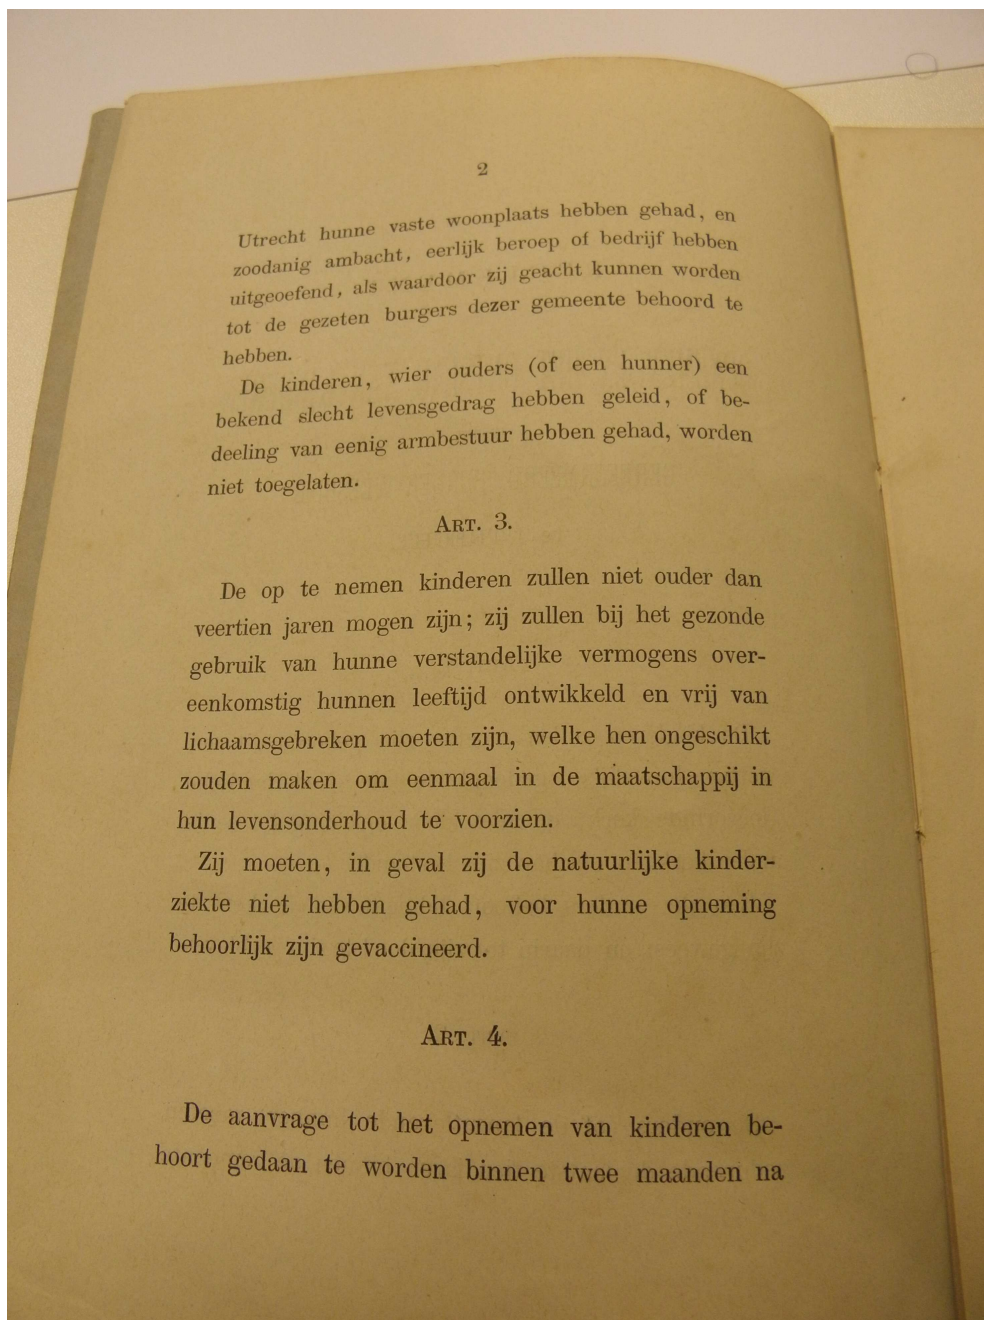 2
Utrecht hunne vaste woonplaats hebben gehad, en
zoodanig ambacht, eerlijk beroep of bedrijf hebben
uitgeoefend, als waardoor zij geacht kunnen worden
tot de gezeten burgers dezer gemeente behoord te
hebben.
De kinderen, wier ouders (of een hunner) een
bekend slecht levensgedrag hebben geleid, of be-
deeling van eenig armbestuur hebben gehad, worden
niet toegelaten.
ART. 3.
De op te nemen kinderen zullen niet ouder dan
veertien jaren mogen zijn; zij zullen bij het gezonde
gebruik van hunne verstandelijke vermogens over-
eenkomstig hunnen leeftijd ontwikkeld en vrij van
lichaamsgebreken moeten zijn, welke hen ongeschikt
zouden maken om eenmaal in de maatschappij in
hun levensonderhoud te voorzien.
Zij moeten, in geval zij de natuurlijke kinder-
ziekte niet hebben gehad, voor hunne opneming
behoorlijk zijn gevaccineerd.
ART. 4.
De aanvrage tot het opnemen van kinderen be-
hoort gedaan te worden binnen twee maanden na